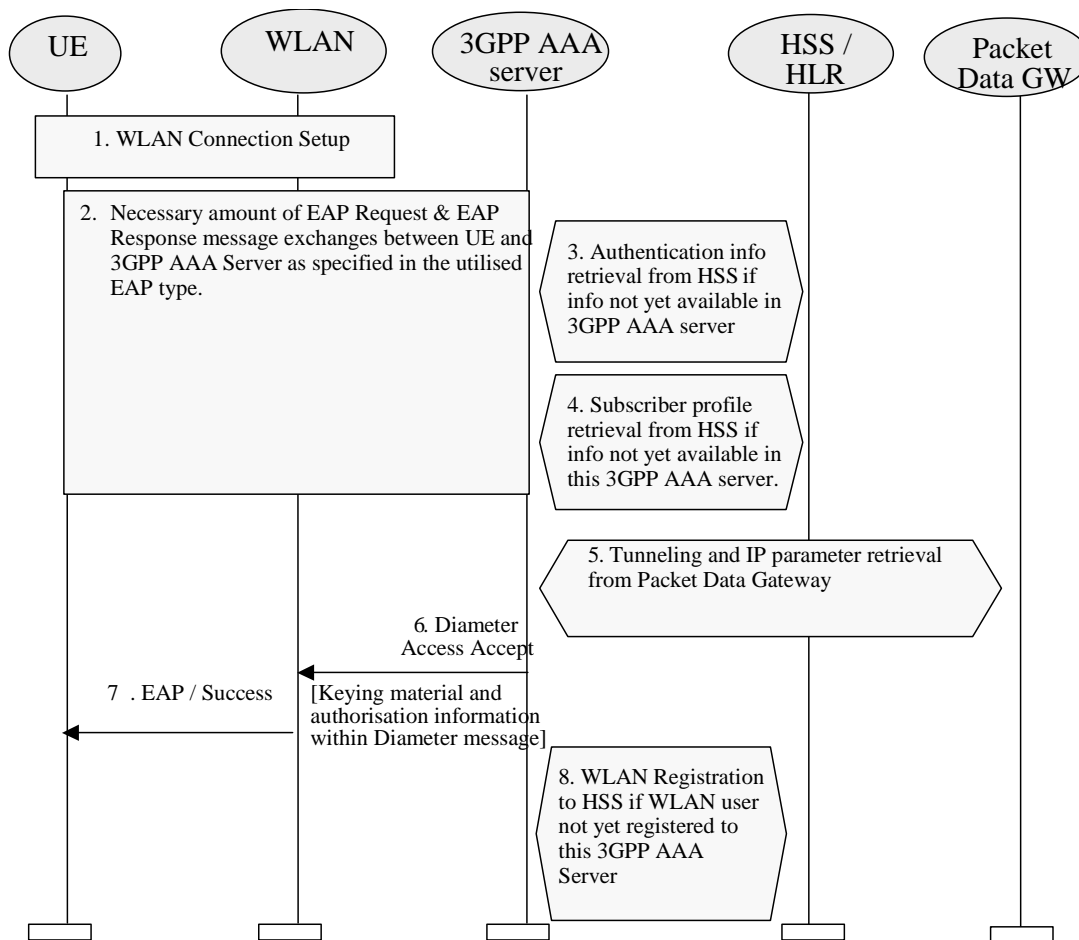 UE
WLAN
3GPP AAA
server
HSS /
HLR
Packet
Data GW
1. WLAN Connection Setup
2. Necessary amount of EAP Request & EAP
Response message exchanges between UE and
3GPP AAA Server as specified in the utilised
EAP type.
3. Authentication info
retrieval from HSS if
info not yet available in
3GPP AAA server
4. Subscriber profile
retrieval from HSS if
info not yet available in
this 3GPP AAA server.
5. Tunneling and IP parameter retrieval
from Packet Data Gateway
6. Diameter
Access Accept
7 . EAP / Success
[Keying material and
authorisation information
within Diameter message]
8. WLAN Registration
to HSS if WLAN user
not yet registered to
this 3GPP AAA
Server